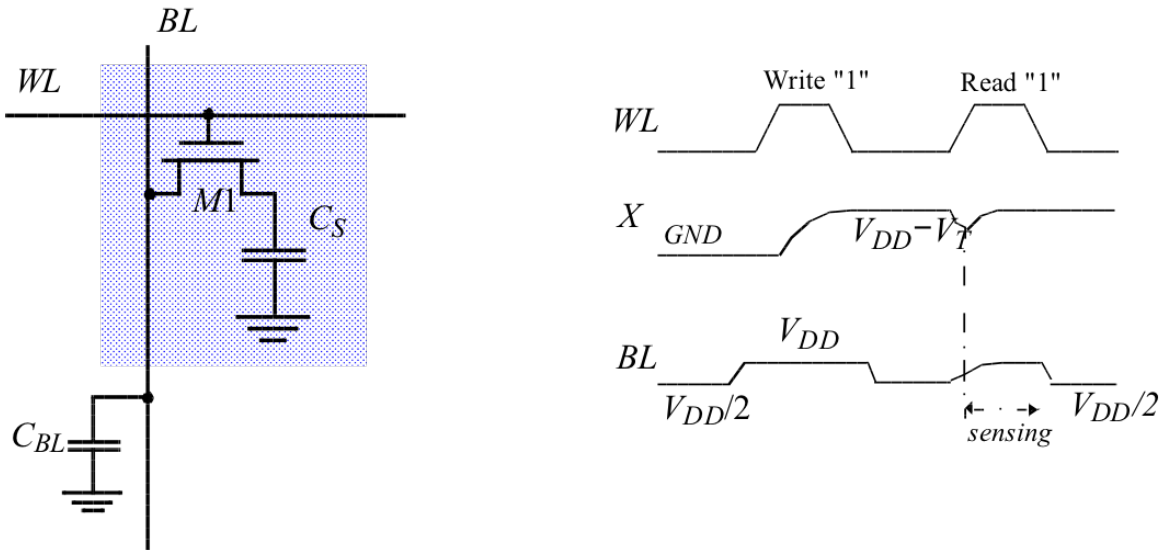 BL
WL
M1
C_S
C_BL
Write "1" Read "1"
WL
X
GND
V_DD−V_T
BL
V_DD
V_DD/2
V_DD/2
sensing